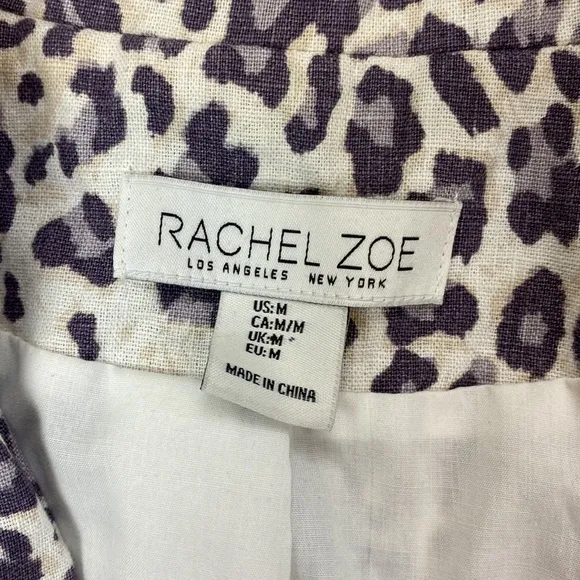 RACHEL ZOE
LOS ANGELES NEW YORK
US:M
CA:M/M
UK:M
EU:M
MADE IN CHINA